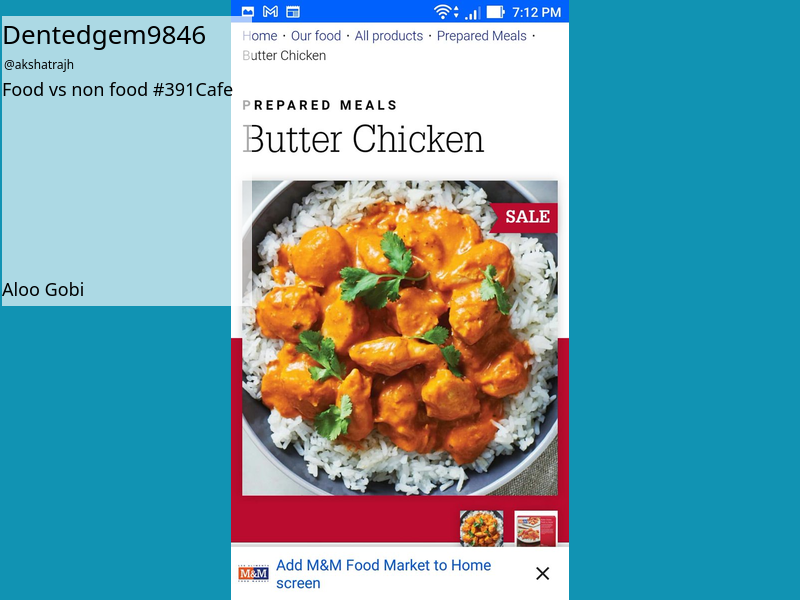 Dentedgem9846
@akshatrajh
Food vs non food #391Cafe
Aloo Gobi
7:12 PM
Home · Our food · All products · Prepared Meals ·
Butter Chicken
PREPARED MEALS
Butter Chicken
SALE
M&M
Add M&M Food Market to Home
screen